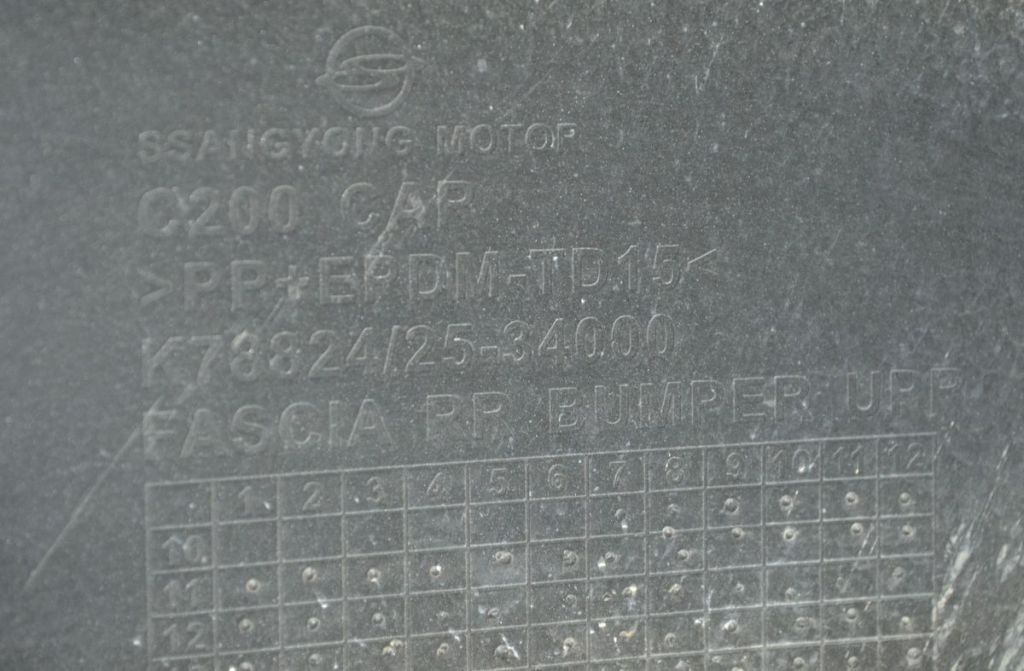 SSANGYONG MOTOR
C200 CAR
>PP+EPDM-TD15<
K78824/25-34000
FASCIA RR BUMPER UPR
1 2 3 4 5 6 7 8 9 10 11 12
10
11
12